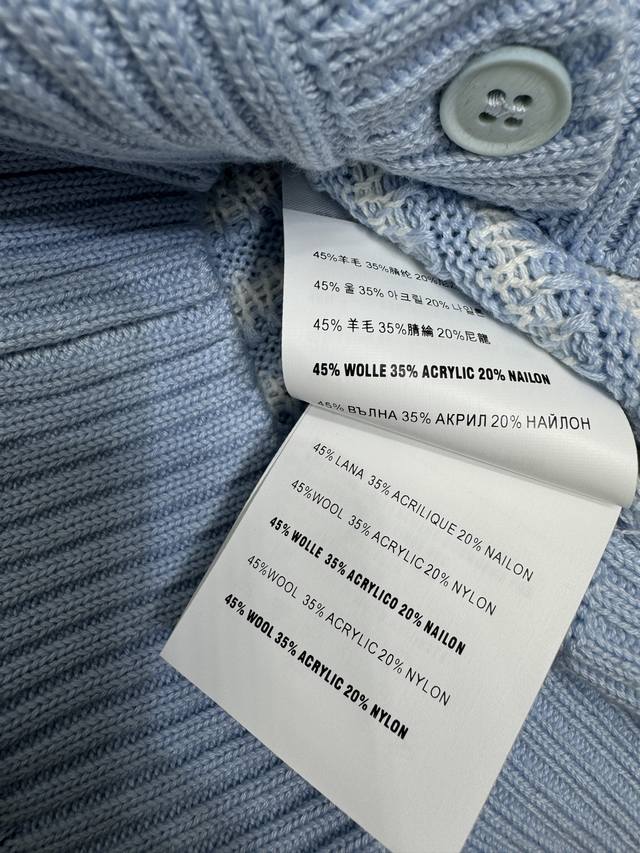 45%羊毛 35%腈纶 20%尼龙
45% 울 35% 아크릴 20% 나일론
45% 羊毛 35%腈綸 20%尼龍
45% WOLLE 35% ACRYLIC 20% NAILON
45% ВЪЛНА 35% АКРИЛ 20% НАЙЛОН
45% LANA 35% ACRILIQUE 20% NAILON
45%WOOL 35% ACRYLIC 20% NYLON
45% WOLLE 35% ACRYLICO 20% NAILON
45%WOOL 35% ACRYLIC 20% NYLON
45% WOOL 35% ACRYLIC 20% NYLON